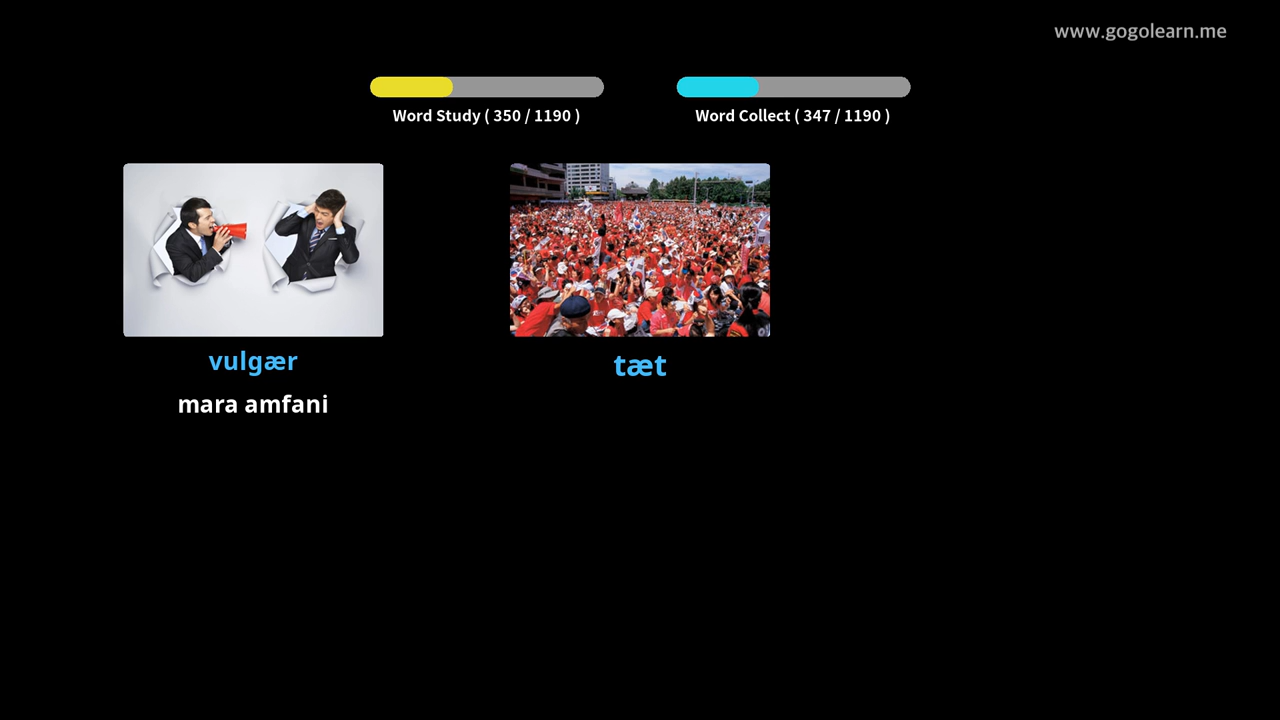 www.gogolearn.me
Word Study ( 350 / 1190 )
Word Collect ( 347 / 1190 )
vulgær
mara amfani
tæt